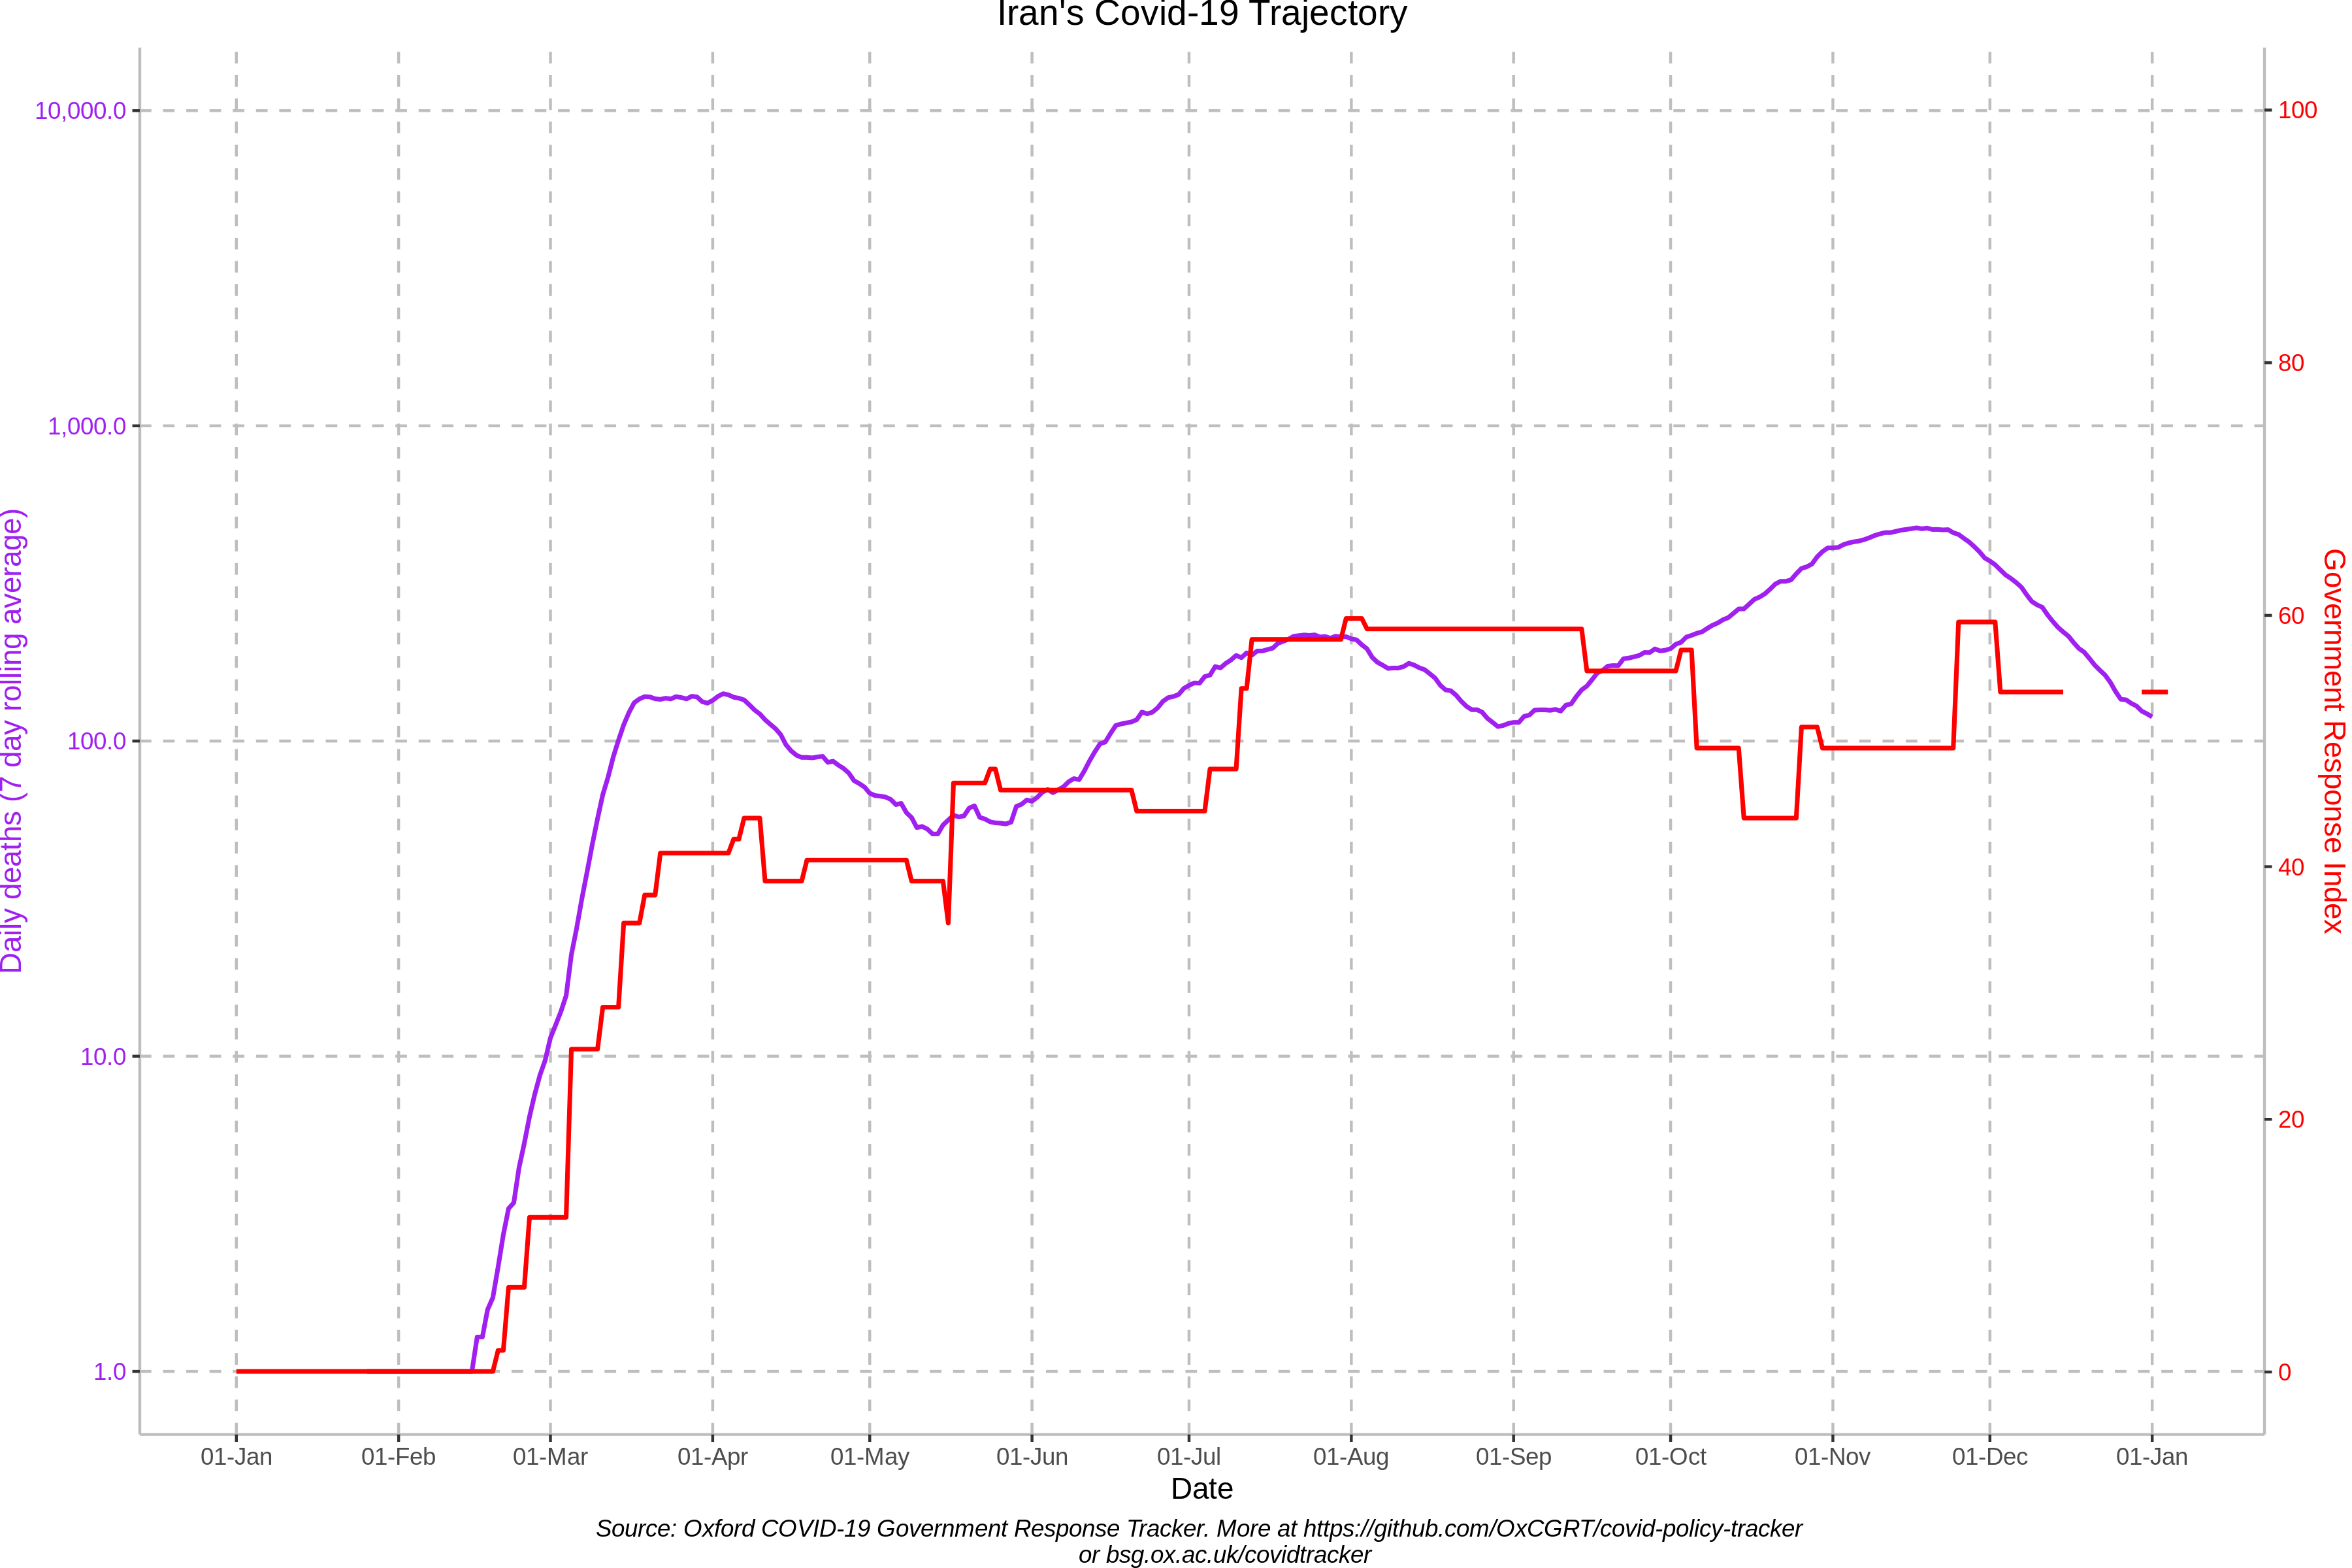 Iran's Covid-19 Trajectory
10,000.0
1,000.0
100.0
10.0
1.0
Daily deaths (7 day rolling average)
100
80
60
40
20
0
Government Response Index
01-Jan 01-Feb 01-Mar 01-Apr 01-May 01-Jun 01-Jul 01-Aug 01-Sep 01-Oct 01-Nov 01-Dec 01-Jan
Date
Source: Oxford COVID-19 Government Response Tracker. More at https://github.com/OxCGRT/covid-policy-tracker
or bsg.ox.ac.uk/covidtracker